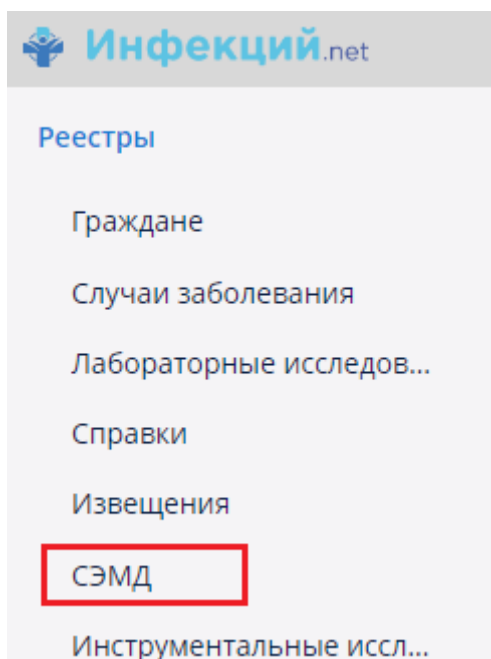 Инфекций.net
Реестры
Граждане
Случаи заболевания
Лабораторные исследов...
Справки
Извещения
СЭМД
Инструментальные иссл...